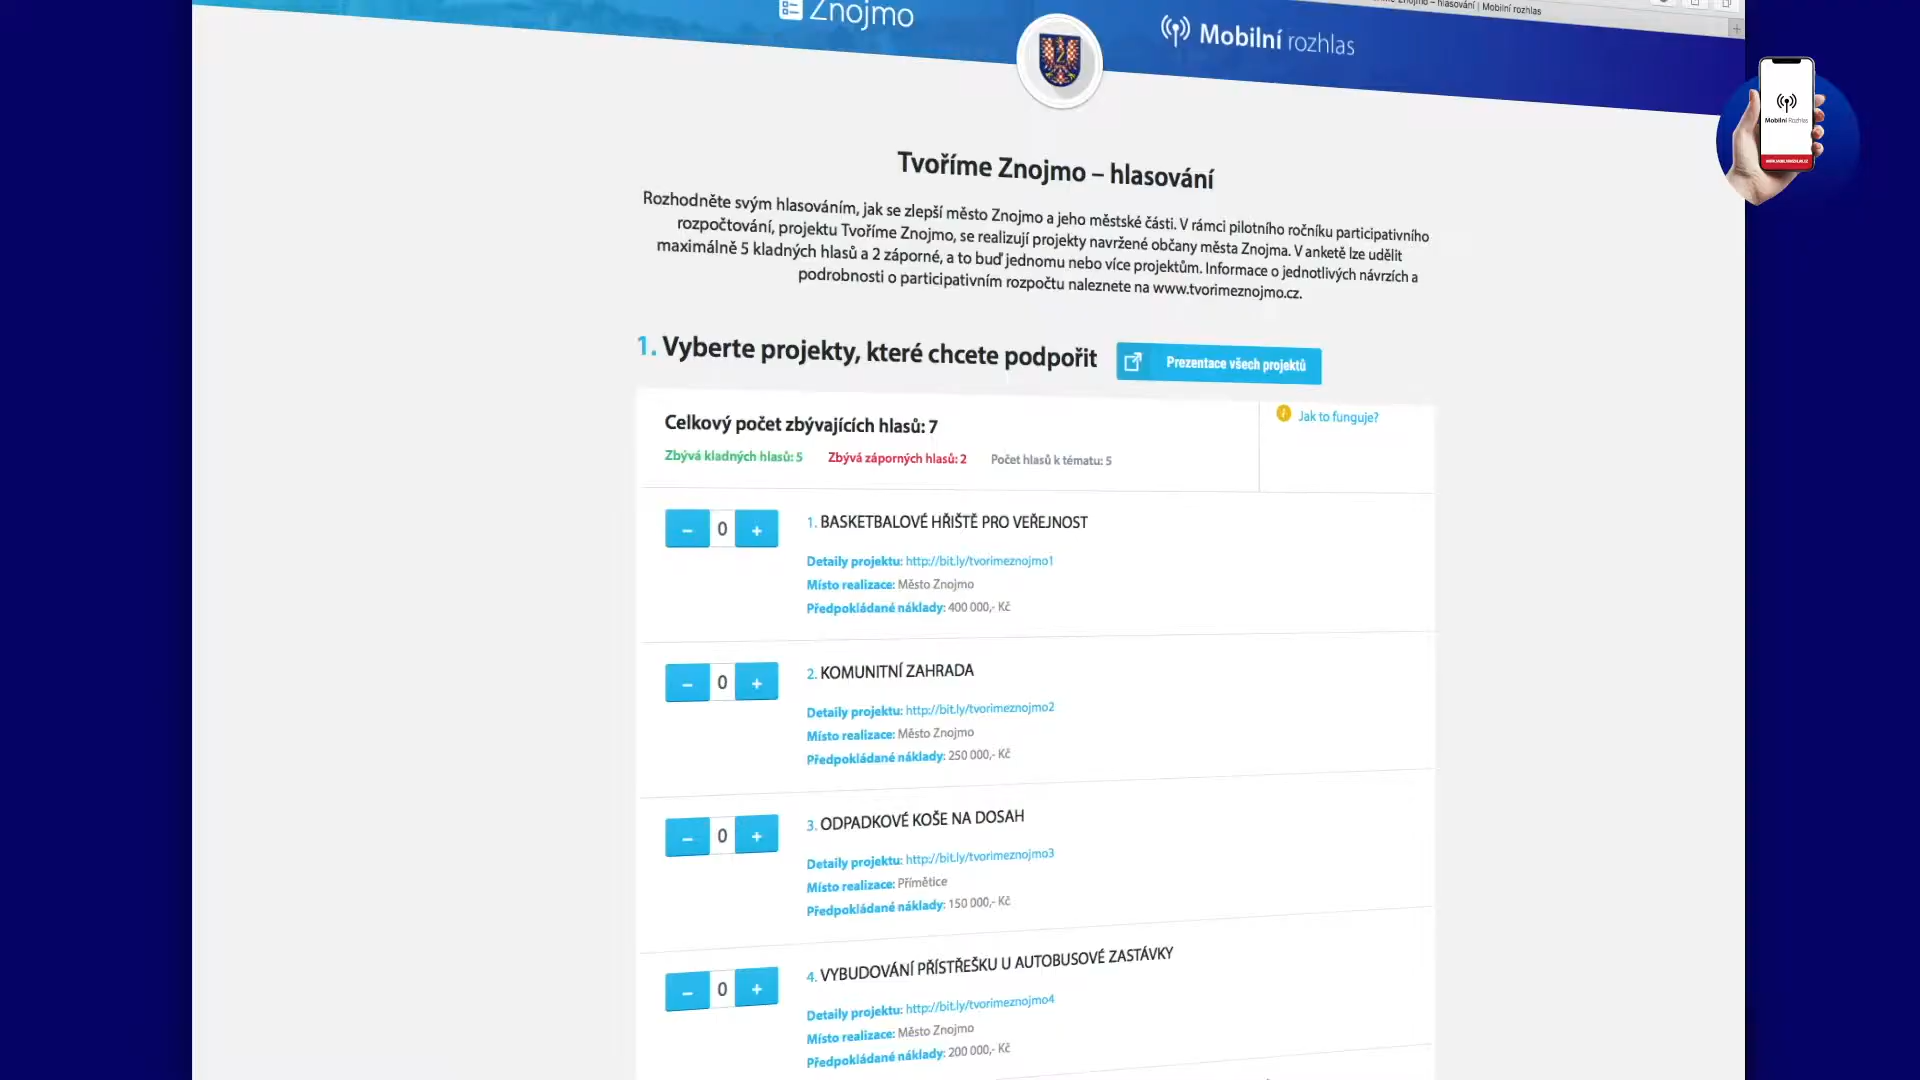 Znojmo – hlasování | Mobilní rozhlas
Znojmo
Mobilní rozhlas
Mobilní Rozhlas
Tvoříme Znojmo – hlasování
Rozhodněte svým hlasováním, jak se zlepší město Znojmo a jeho městské části. V rámci pilotního ročníku participativního
rozpočtování, projektu Tvoříme Znojmo, se realizují projekty navržené občany města Znojma. V anketě lze udělit
maximálně 5 kladných hlasů a 2 záporné, a to buď jednomu nebo více projektům. Informace o jednotlivých návrzích a
podrobnosti o participativním rozpočtu naleznete na www.tvorimeznojmo.cz.
1. Vyberte projekty, které chcete podpořit
Prezentace všech projektů
Celkový počet zbývajících hlasů: 7
Jak to funguje?
Zbývá kladných hlasů: 5 Zbývá záporných hlasů: 2 Počet hlasů k tématu: 5
– 0 +
1. BASKETBALOVÉ HŘIŠTĚ PRO VEŘEJNOST
Detaily projektu: http://bit.ly/tvorimeznojmo1
Místo realizace: Město Znojmo
Předpokládané náklady: 400 000,- Kč
– 0 +
2. KOMUNITNÍ ZAHRADA
Detaily projektu: http://bit.ly/tvorimeznojmo2
Místo realizace: Město Znojmo
Předpokládané náklady: 250 000,- Kč
– 0 +
3. ODPADKOVÉ KOŠE NA DOSAH
Detaily projektu: http://bit.ly/tvorimeznojmo3
Místo realizace: Přímětice
Předpokládané náklady: 150 000,- Kč
– 0 +
4. VYBUDOVÁNÍ PŘÍSTŘEŠKU U AUTOBUSOVÉ ZASTÁVKY
Detaily projektu: http://bit.ly/tvorimeznojmo4
Místo realizace: Město Znojmo
Předpokládané náklady: 200 000,- Kč